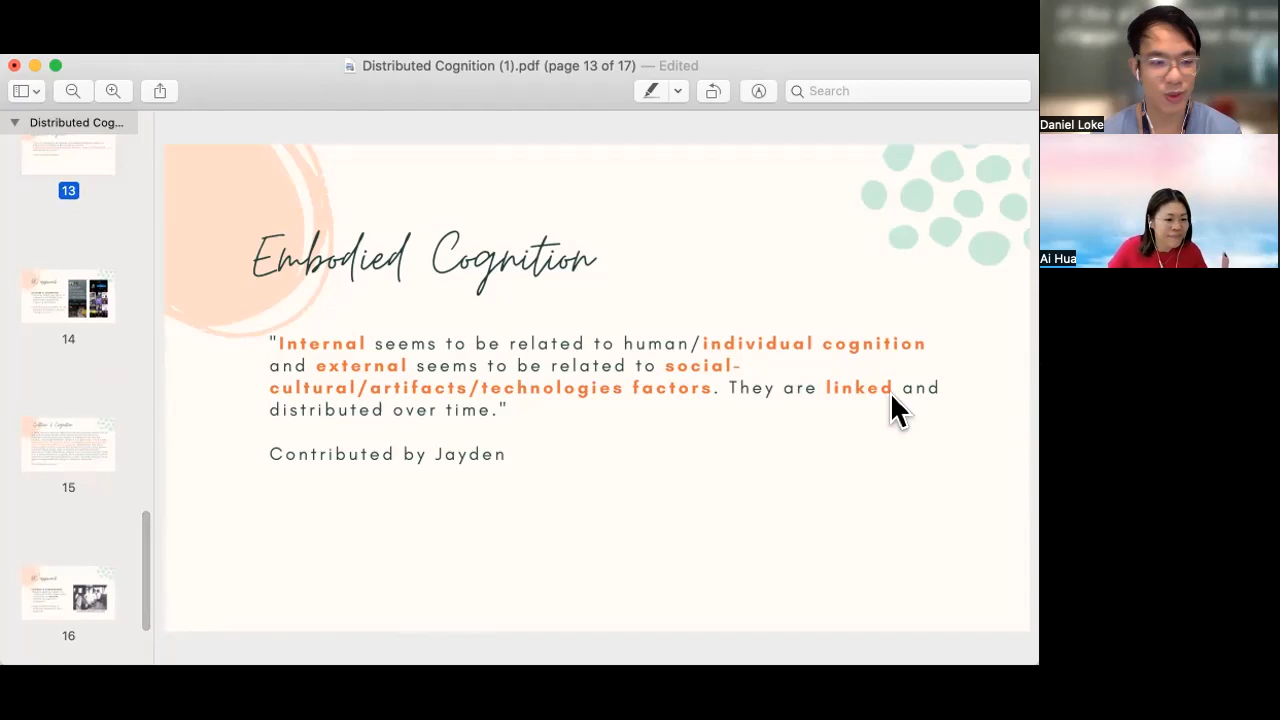 Distributed Cognition (1).pdf (page 13 of 17) — Edited
Search
Distributed Cog...
13
14
15
16
Embodied Cognition
"Internal seems to be related to human/individual cognition
and external seems to be related to social-
cultural/artifacts/technologies factors. They are linked and
distributed over time."
Contributed by Jayden
Daniel Loke
Ai Hua